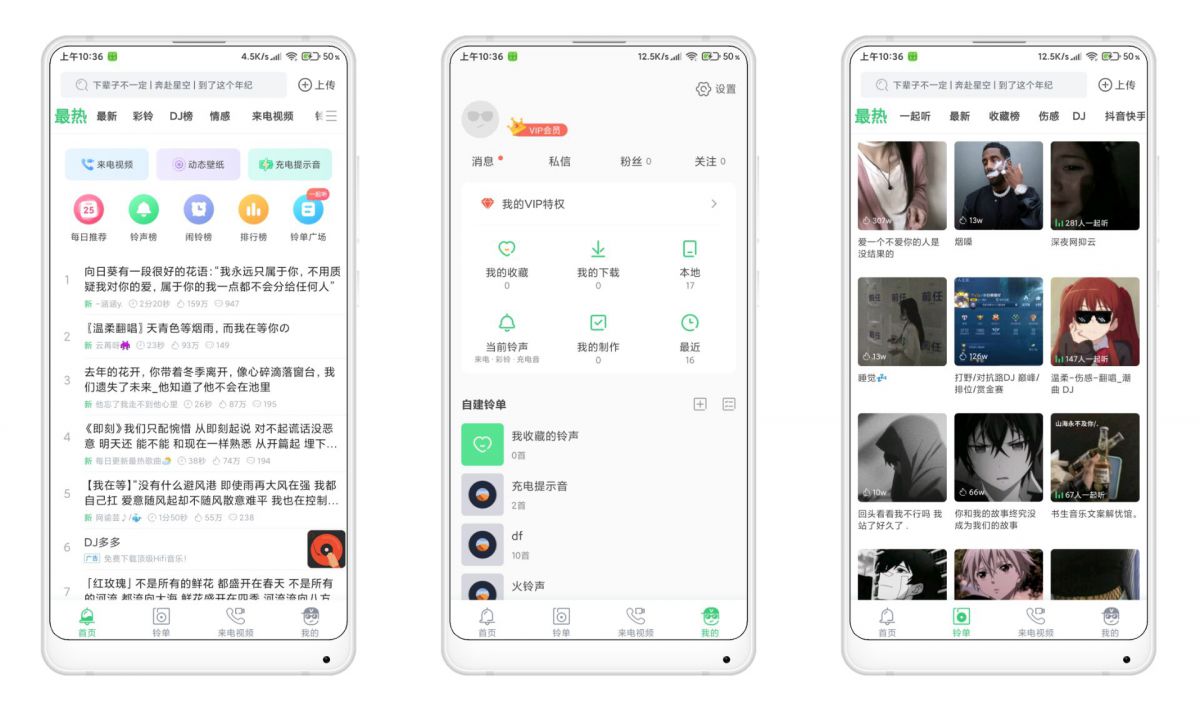 上午10:36
4.5K/s
50%
下辈子不一定 | 奔赴星空 | 到了这个年纪
上传
最热 最新 彩铃 DJ榜 情感 来电视频
来电视频
动态壁纸
充电提示音
25
一起听
每日推荐
铃声榜
闹铃榜
排行榜
铃单广场
1
向日葵有一段很好的花语:“我永远只属于你，不用质
疑我对你的爱，属于你的我一点都不会分给任何人”
新 ~涵涵y. 2分20秒 159万 947
2
〖温柔翻唱〗天青色等烟雨，而我在等你の
新 云再呀 23秒 93万 149
3
去年的花开，你带着冬季离开，像心碎滴落窗台，我
们遗失了未来_他知道了他不会在池里
新 他忘了我走不到他心里 26秒 87万 195
4
《即刻》我们只配惋惜 从即刻起说 对不起谎话没恶
意 明天还 能不能 和现在一样熟悉 从开篇起 埋下…
新 每日更新最热歌曲 38秒 74万 194
5
【我在等】“没有什么避风港 即使雨再大风在强 我都
自己扛 爱意随风起却不随风散意难平 我也在控制…
新 网谕芸♪/ 1分50秒 55万 238
6
DJ多多
广告 免费下载顶级Hifi音乐!
7
「红玫瑰」不是所有的鲜花 都盛开在春天 不是所有
的河流 都流向大海 鲜花盛开在四季 河流流向八方
首页
铃单
来电视频
我的
上午10:36
12.5K/s
50%
设置
VIP会员
消息
私信
粉丝 0
关注 0
我的VIP特权
我的收藏
0
我的下载
0
本地
17
当前铃声
来电·彩铃·充电音
我的制作
0
最近
16
自建铃单
我收藏的铃声
0首
充电提示音
2首
df
10首
火铃声
首页
铃单
来电视频
我的
上午10:36
12.5K/s
50%
下辈子不一定 | 奔赴星空 | 到了这个年纪
上传
最热 一起听 最新 收藏榜 伤感 DJ 抖音快手
307w
13w
281人一起听
爱一个不爱你的人是
没结果的
烟嗓
深夜网抑云
前任
前任
前任
13w
126w
147人一起听
睡觉
打野/对抗路DJ 巅峰/
排位/赏金赛
温柔-伤感-翻唱_潮
曲 DJ
山海永不及你/.
10w
66w
67人一起听
回头看看我不行吗 我
站了好久了 .
你和我的故事终究没
成为我们的故事
书生音乐文案解忧馆。
首页
铃单
来电视频
我的